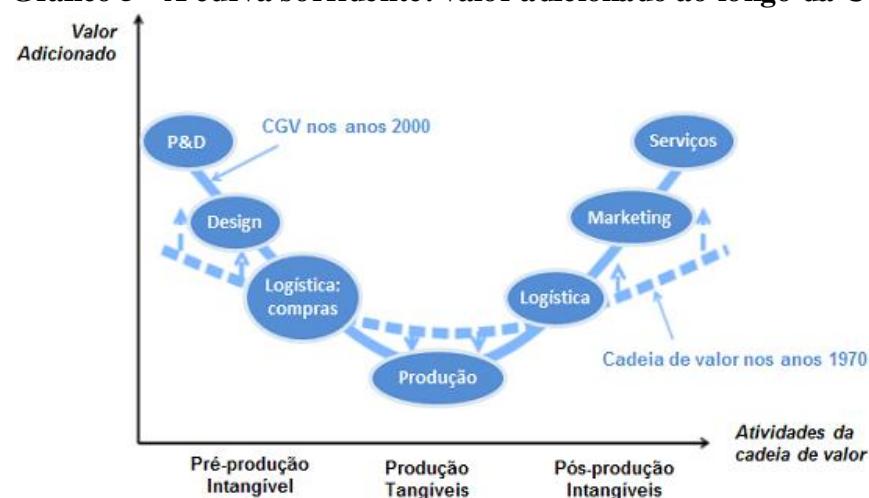 Valor
Adicionado
CGV nos anos 2000
P&D
Serviços
Design
Marketing
Logística:
compras
Logística
Produção
Cadeia de valor nos anos 1970
Atividades da
cadeia de valor
Pré-produção
Intangível
Produção
Tangíveis
Pós-produção
Intangíveis